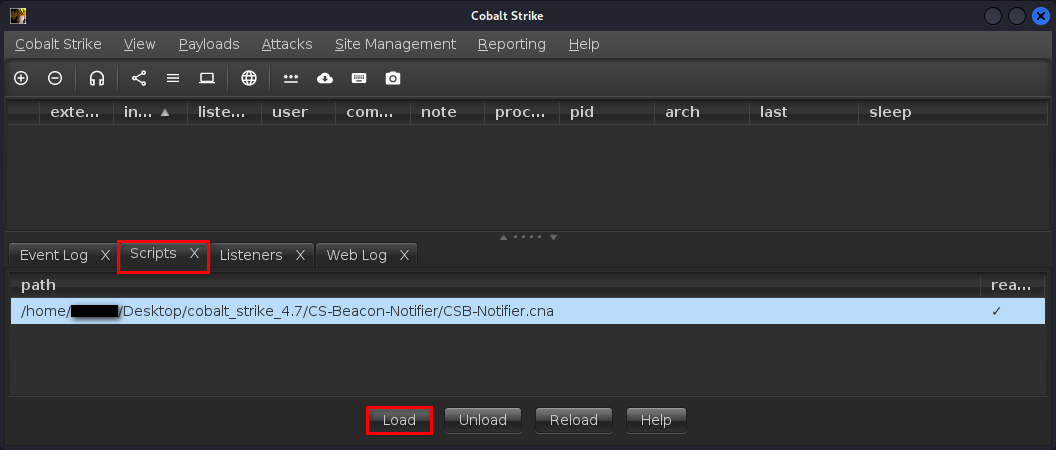 Cobalt Strike
Cobalt Strike View Payloads Attacks Site Management Reporting Help
exte... in... ▲ liste... user com... note proc... pid arch last sleep
Event Log X Scripts X Listeners X Web Log X
path rea...
/home/ /Desktop/cobalt_strike_4.7/CS-Beacon-Notifier/CSB-Notifier.cna ✓
Load Unload Reload Help